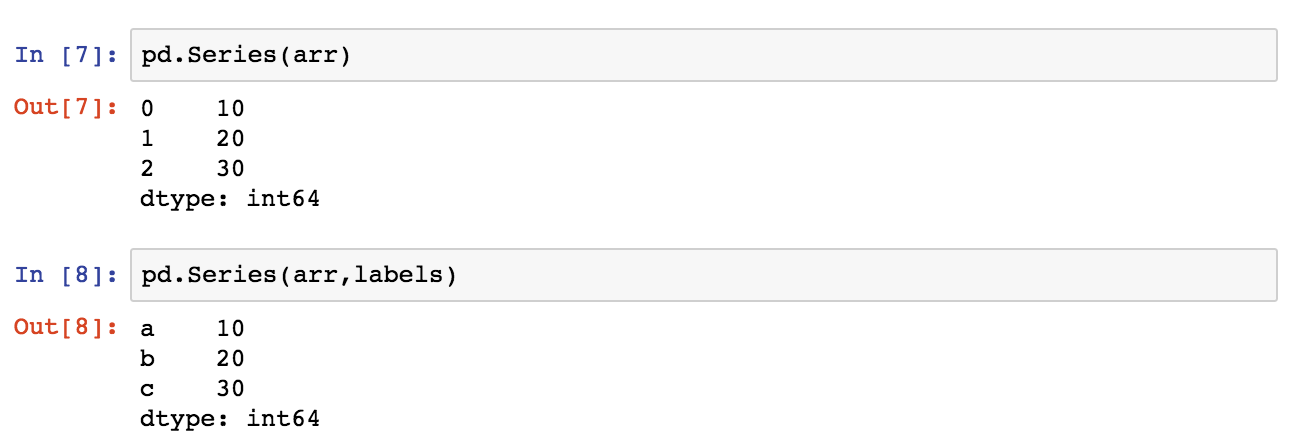 In [7]: pd.Series(arr)
Out[7]: 0    10
1    20
2    30
dtype: int64
In [8]: pd.Series(arr,labels)
Out[8]: a    10
b    20
c    30
dtype: int64